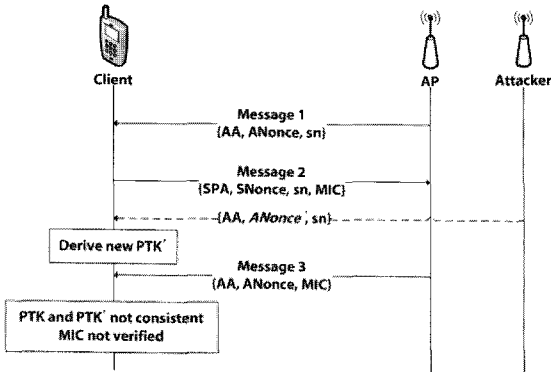 Client
AP
Attacker
Message 1
{AA, ANonce, sn}
Message 2
{SPA, SNonce, sn, MIC}
{AA, ANonce′, sn}
Derive new PTK′
Message 3
{AA, ANonce, MIC}
PTK and PTK′ not consistent
MIC not verified